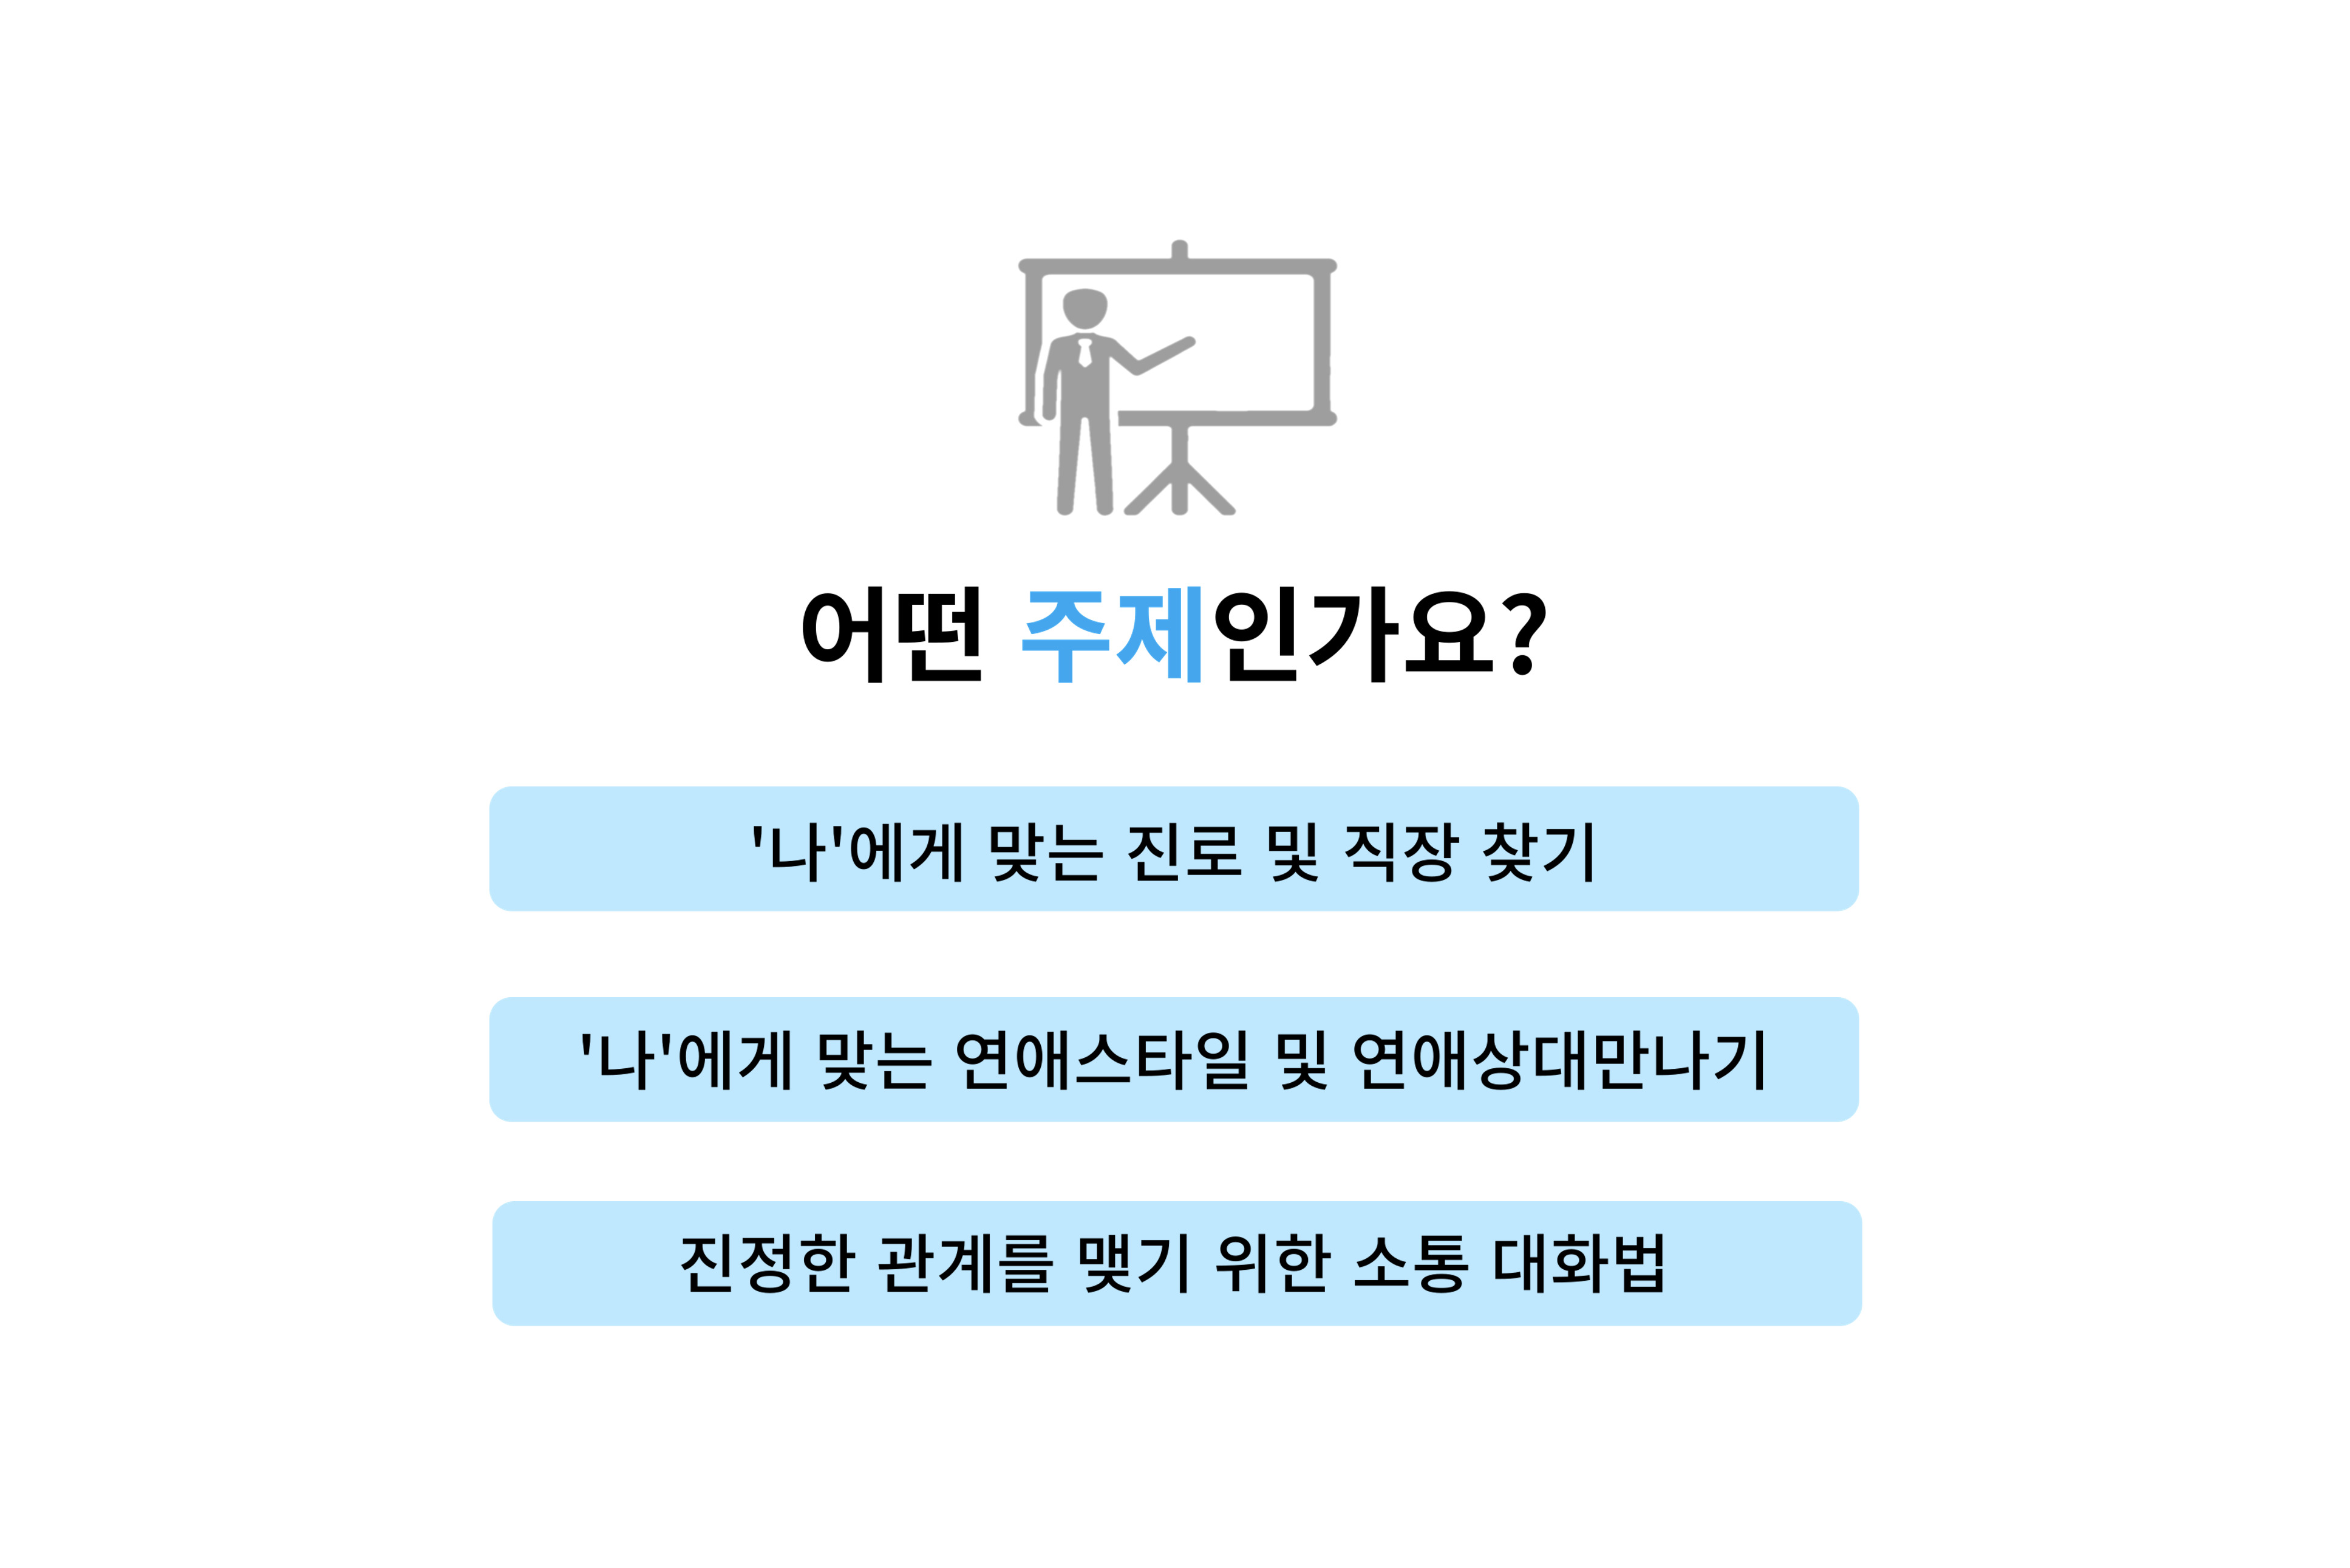 어떤 주제인가요?
'나'에게 맞는 진로 및 직장 찾기
'나'에게 맞는 연애스타일 및 연애상대만나기
진정한 관계를 맺기 위한 소통 대화법